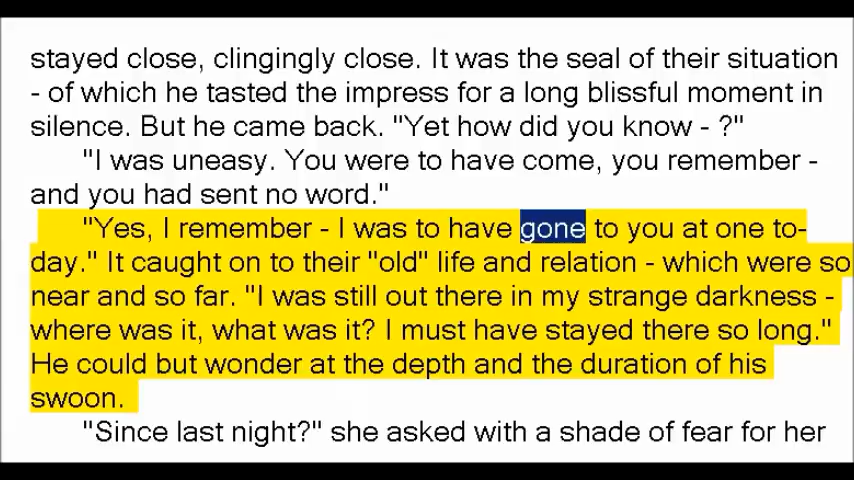 stayed close, clingingly close. It was the seal of their situation
- of which he tasted the impress for a long blissful moment in
silence. But he came back. "Yet how did you know - ?"
"I was uneasy. You were to have come, you remember -
and you had sent no word."
"Yes, I remember - I was to have gone to you at one to-
day." It caught on to their "old" life and relation - which were so
near and so far. "I was still out there in my strange darkness -
where was it, what was it? I must have stayed there so long."
He could but wonder at the depth and the duration of his
swoon.
"Since last night?" she asked with a shade of fear for her